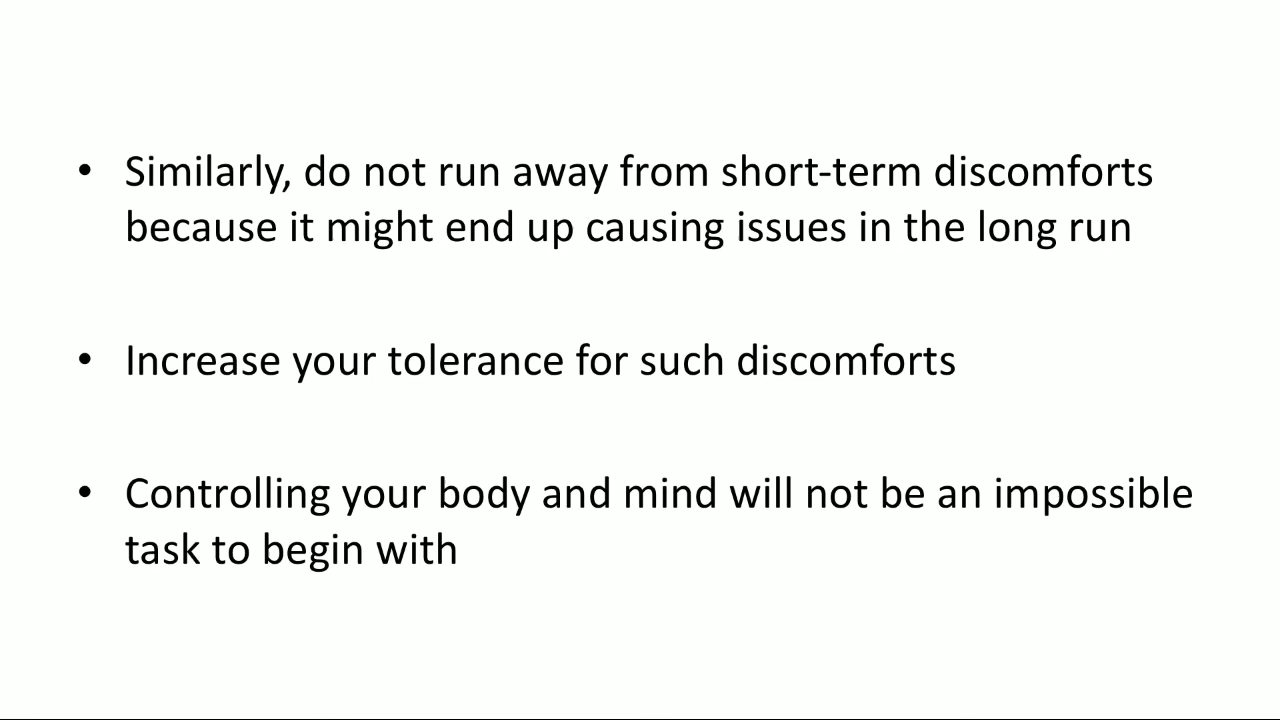 • Similarly, do not run away from short-term discomforts
because it might end up causing issues in the long run
• Increase your tolerance for such discomforts
• Controlling your body and mind will not be an impossible
task to begin with